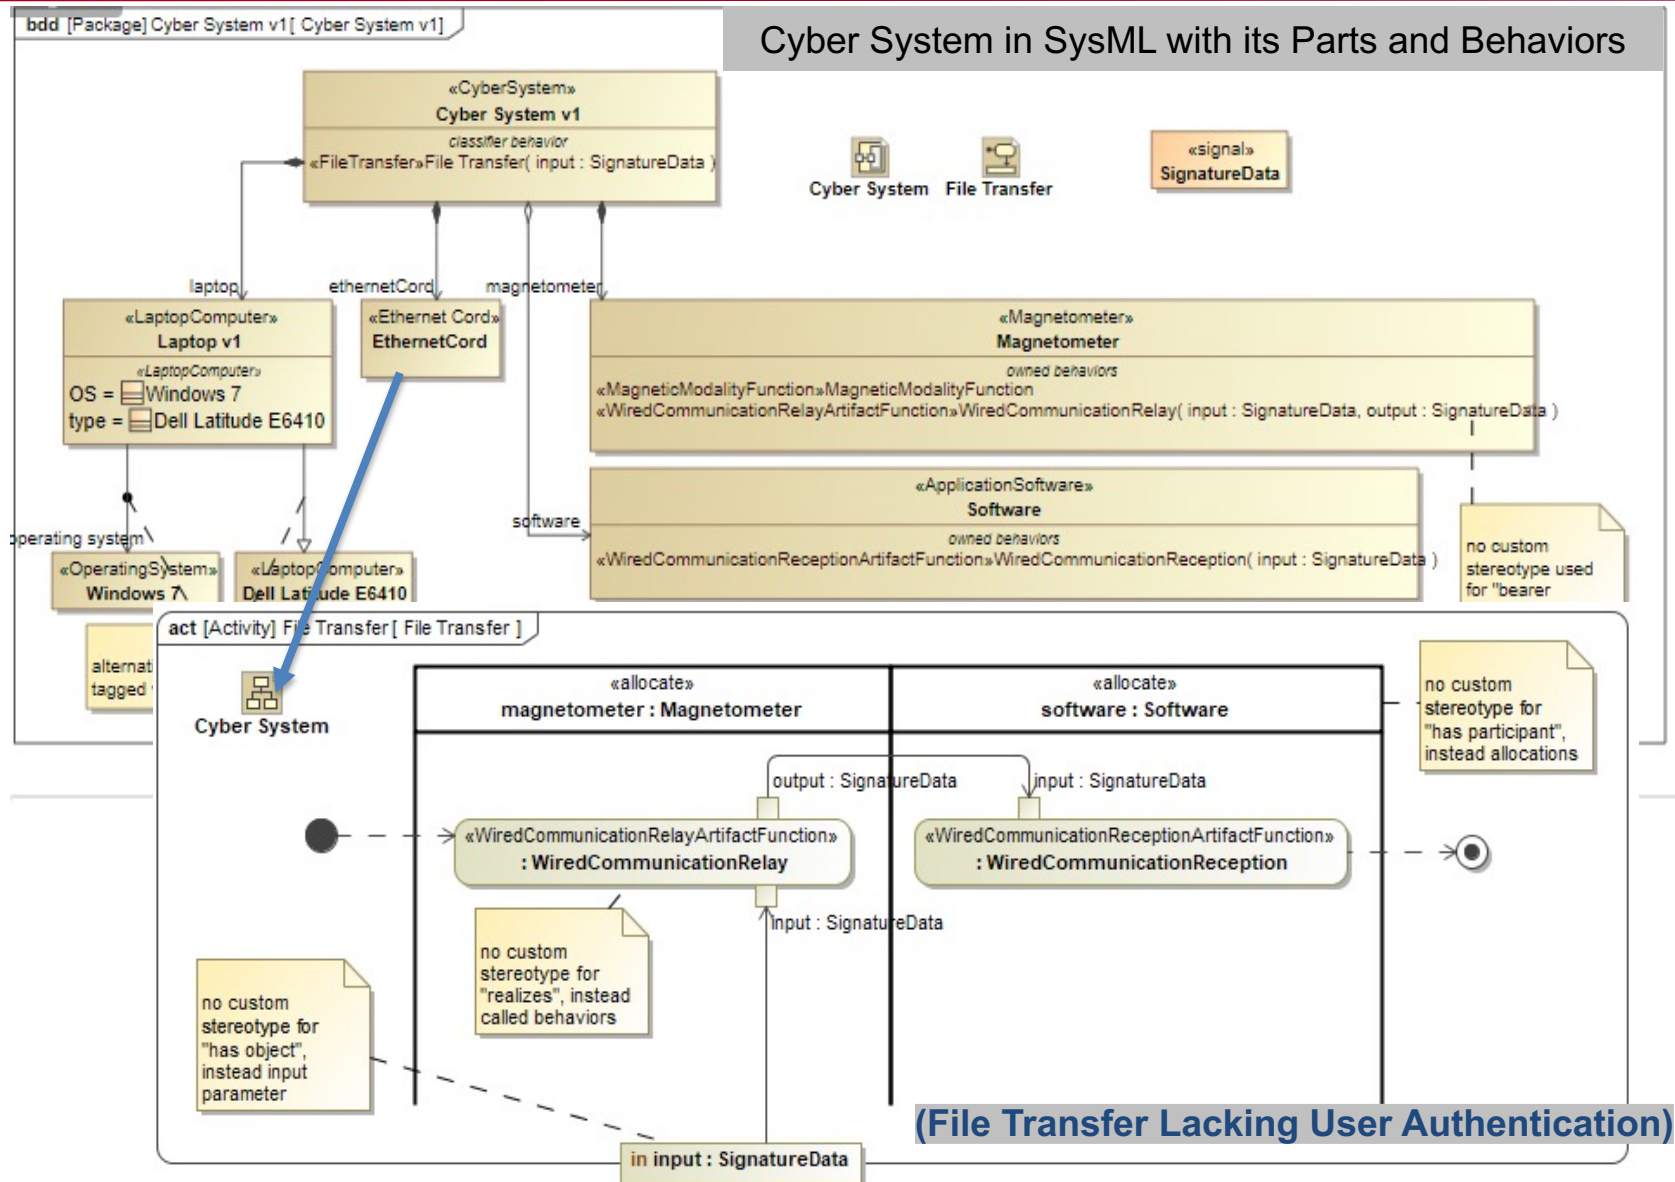 bdd [Package] Cyber System v1[ Cyber System v1]
Cyber System in SysML with its Parts and Behaviors
«CyberSystem»
Cyber System v1
classifier behavior
«FileTransfer»File Transfer( input : SignatureData )
Cyber System
File Transfer
«signal»
SignatureData
laptop
ethernetCord
magnetometer
«LaptopComputer»
Laptop v1
«LaptopComputer»
OS = Windows 7
type = Dell Latitude E6410
«Ethernet Cord»
EthernetCord
«Magnetometer»
Magnetometer
owned behaviors
«MagneticModalityFunction»MagneticModalityFunction
«WiredCommunicationRelayArtifactFunction»WiredCommunicationRelay( input : SignatureData, output : SignatureData )
software
«ApplicationSoftware»
Software
owned behaviors
«WiredCommunicationReceptionArtifactFunction»WiredCommunicationReception( input : SignatureData )
no custom
stereotype used
for "bearer
operating system
«OperatingSystem»
Windows 7
«LaptopComputer»
Dell Latitude E6410
alternati
tagged
act [Activity] File Transfer[ File Transfer ]
Cyber System
«allocate»
magnetometer : Magnetometer
«allocate»
software : Software
no custom
stereotype for
"has participant",
instead allocations
output : SignatureData
input : SignatureData
«WiredCommunicationRelayArtifactFunction»
: WiredCommunicationRelay
«WiredCommunicationReceptionArtifactFunction»
: WiredCommunicationReception
input : SignatureData
no custom
stereotype for
"realizes", instead
called behaviors
no custom
stereotype for
"has object",
instead input
parameter
(File Transfer Lacking User Authentication)
in input : SignatureData